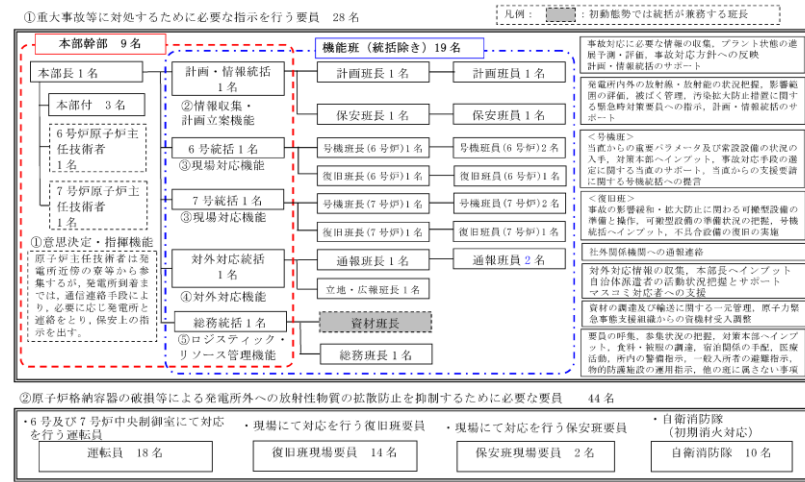 ①重大事故等に対処するために必要な指示を行う要員 28名
凡例： ：初動態勢では統括が兼務する班長
本部幹部 9名
本部長1名
本部付 3名
6号炉原子炉主
任技術者
1名
7号炉原子炉主
任技術者
1名
①意思決定・指揮機能
原子炉主任技術者は発
電所近傍の寮等から参
集するが，発電所到着ま
では，通信連絡手段によ
り，必要に応じ発電所と
連絡をとり，保安上の指
示を出す。
計画・情報統括
1名
②情報収集・
計画立案機能
6号統括1名
③現場対応機能
7号統括1名
③現場対応機能
対外対応統括
1名
④対外対応機能
総務統括1名
⑤ロジスティック・
リソース管理機能
機能班（統括除き）19名
計画班長1名
計画班員1名
保安班長1名
保安班員1名
号機班長(6号炉)1名
号機班員(6号炉)2名
復旧班長(6号炉)1名
復旧班員(6号炉)1名
号機班長(7号炉)1名
号機班員(7号炉)2名
復旧班長(7号炉)1名
復旧班員(7号炉)1名
通報班長1名
通報班員2名
立地・広報班長1名
資材班長
総務班長1名
事故対応に必要な情報の収集，プラント状態の進
展予測・評価，事故対応方針への反映
計画・情報統括のサポート
発電所内外の放射線・放射能の状況把握，影響範
囲の評価，被ばく管理，汚染拡大防止措置に関す
る緊急時対策要員への指示，計画・情報統括のサ
ポート
＜号機班＞
当直からの重要パラメータ及び常設設備の状況の
入手，対策本部へインプット，事故対応手段の選
定に関する当直のサポート，当直からの支援要請
に関する号機統括への提言
＜復旧班＞
事故の影響緩和・拡大防止に関わる可搬型設備の
準備と操作，可搬型設備の準備状況の把握，号機
統括へインプット，不具合設備の復旧の実施
社外関係機関への通報連絡
対外対応情報の収集，本部長へインプット
自治体派遣者の活動状況把握とサポート
マスコミ対応者への支援
資材の調達及び輸送に関する一元管理，原子力緊
急事態支援組織からの資機材受入調整
要員の呼集，参集状況の把握，対策本部へインプ
ット，食料・被服の調達，宿泊関係の手配，医療
活動，所内の警備指示，一般入所者の避難指示，
物的防護施設の運用指示，他の班に属さない事項
②原子炉格納容器の破損等による発電所外への放射性物質の拡散防止を抑制するために必要な要員 44名
・6号及び7号炉中央制御室にて対応
を行う運転員
運転員 18名
・現場にて対応を行う復旧班要員
復旧班現場要員 14名
・現場にて対応を行う保安班要員
保安班現場要員 2名
・自衛消防隊
（初期消火対応）
自衛消防隊 10名